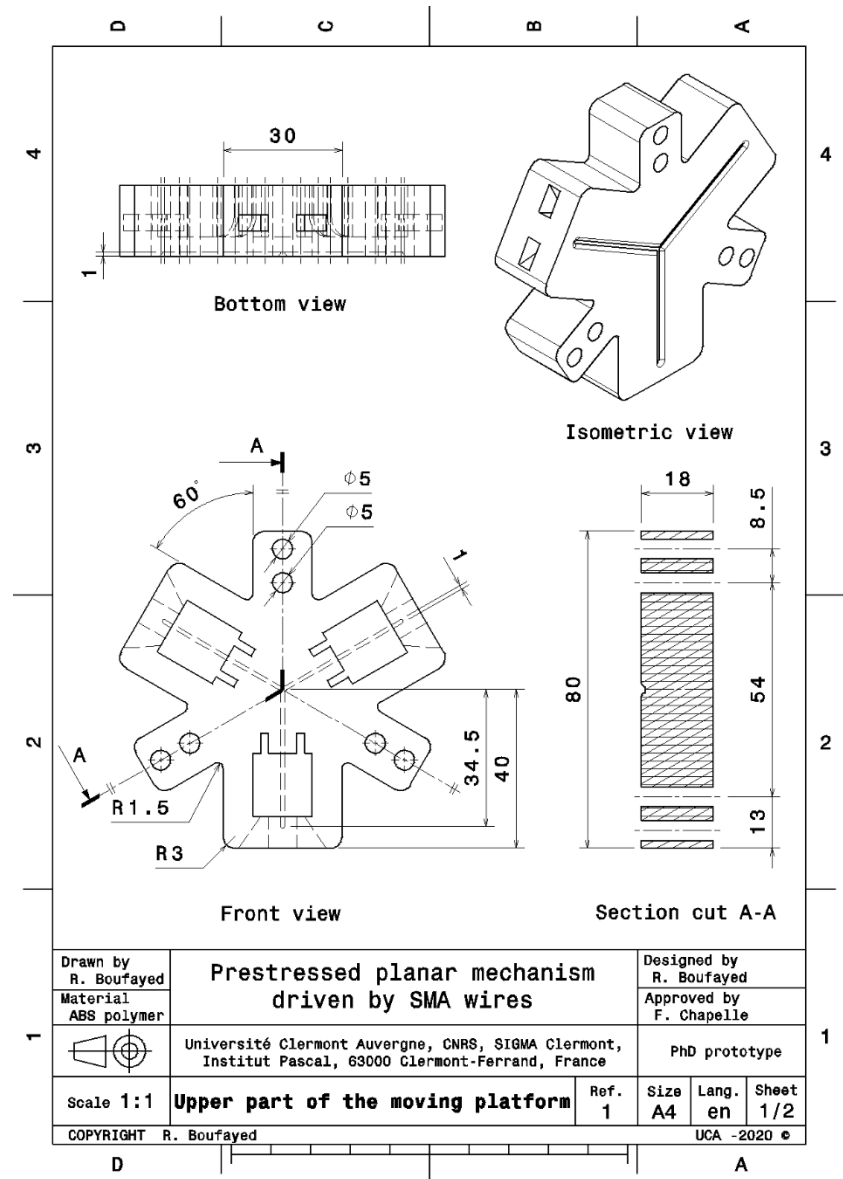 D C B A
4 4
30
1
Bottom view
Isometric view
3 3
A
60°
ϕ5
ϕ5
1
18
8.5
80
54
34.5
40
2 2
A
R1.5
R3
13
Front view
Section cut A-A
Drawn by
R. Boufayed
Prestressed planar mechanism
driven by SMA wires
Designed by
R. Boufayed
Material
ABS polymer
Approved by
F. Chapelle
1 1
Université Clermont Auvergne, CNRS, SIGMA Clermont,
Institut Pascal, 63000 Clermont-Ferrand, France
PhD prototype
Scale 1:1
Upper part of the moving platform
Ref.
1
Size
A4
Lang.
en
Sheet
1/2
COPYRIGHT R. Boufayed
UCA -2020 ©
D A